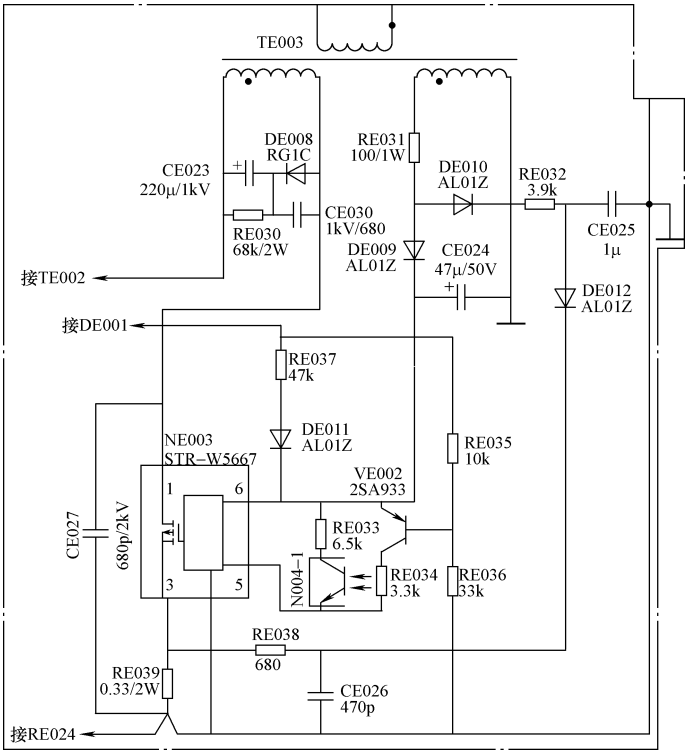 TE003
DE008
RG1C
CE023
+
220μ/1kV
RE030
68k/2W
CE030
1kV/680
RE031
100/1W
DE010
AL01Z
RE032
3.9k
CE025
1μ
DE009
AL01Z
CE024
47μ/50V
+
DE012
AL01Z
接TE002
接DE001
RE037
47k
DE011
AL01Z
RE035
10k
NE003
STR-W5667
1
6
3
5
VE002
2SA933
CE027
680p/2kV
RE033
6.5k
N004-1
RE034
3.3k
RE036
33k
RE038
680
RE039
0.33/2W
CE026
470p
接RE024